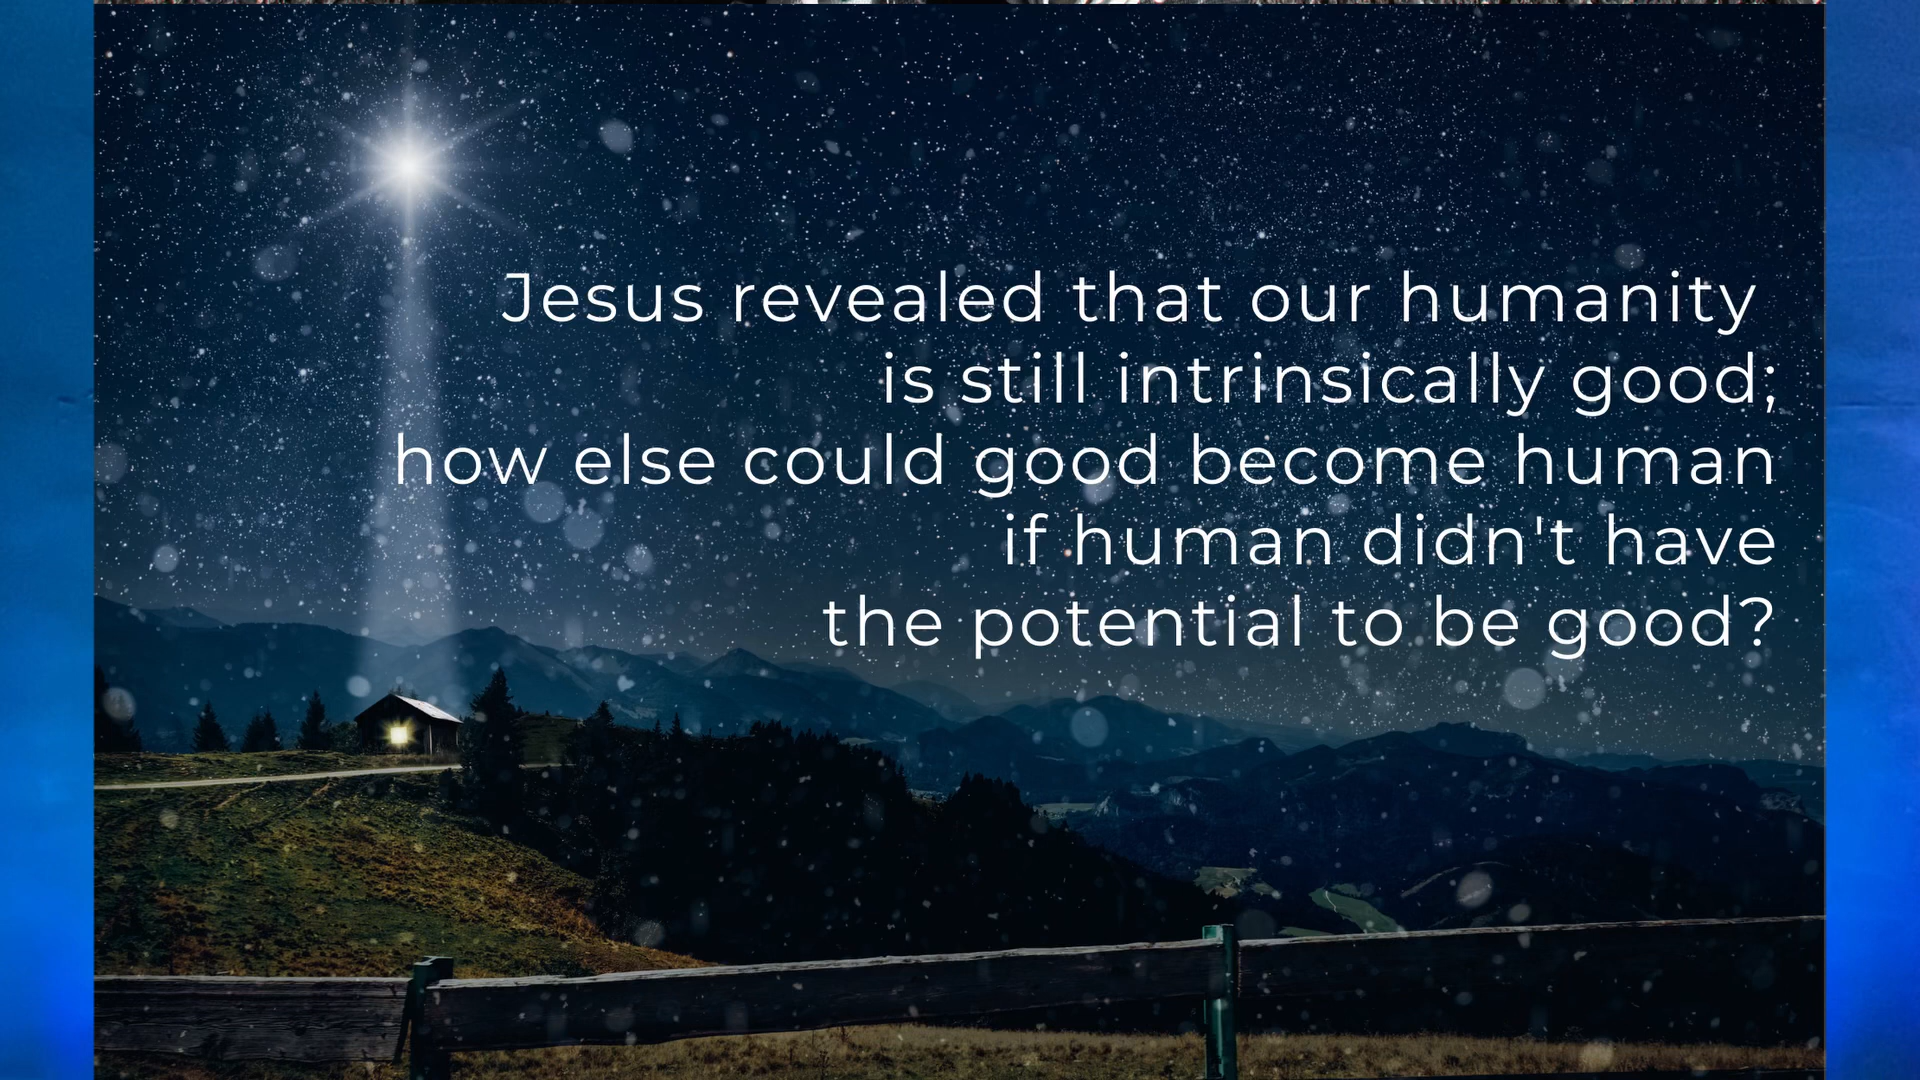 Jesus revealed that our humanity
is still intrinsically good;
how else could good become human
if human didn't have
the potential to be good?